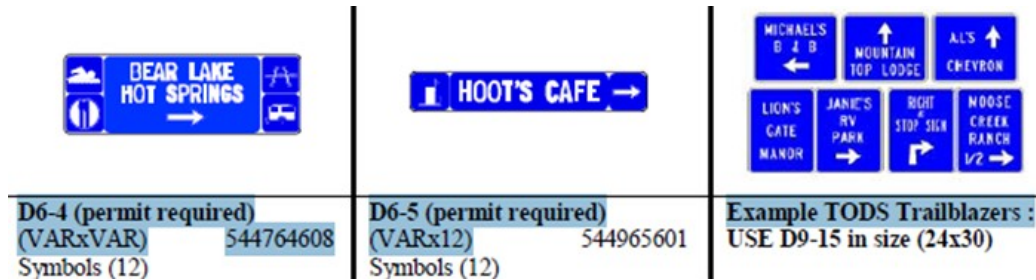 BEAR LAKE
HOT SPRINGS
HOOT'S CAFE
MICHAEL'S
B & B
MOUNTAIN
TOP LODGE
AL'S
CHEVRON
LION'S
GATE
MANOR
JANIE'S
RV
PARK
RIGHT
STOP SIGN
MOOSE
CREEK
RANCH
1/2
D6-4 (permit required)
(VARxVAR) 544764608
Symbols (12)
D6-5 (permit required)
(VARx12) 544965601
Symbols (12)
Example TODS Trailblazers :
USE D9-15 in size (24x30)